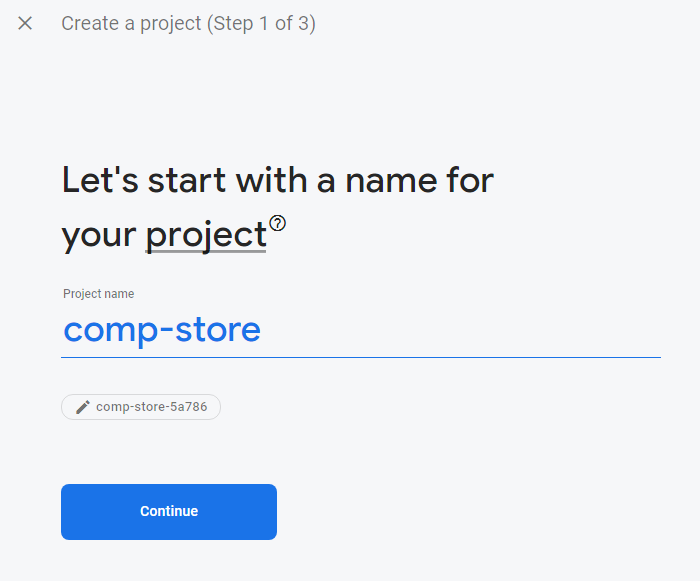 Create a project (Step 1 of 3)
Let's start with a name for
your project
Project name
comp-store
comp-store-5a786
Continue